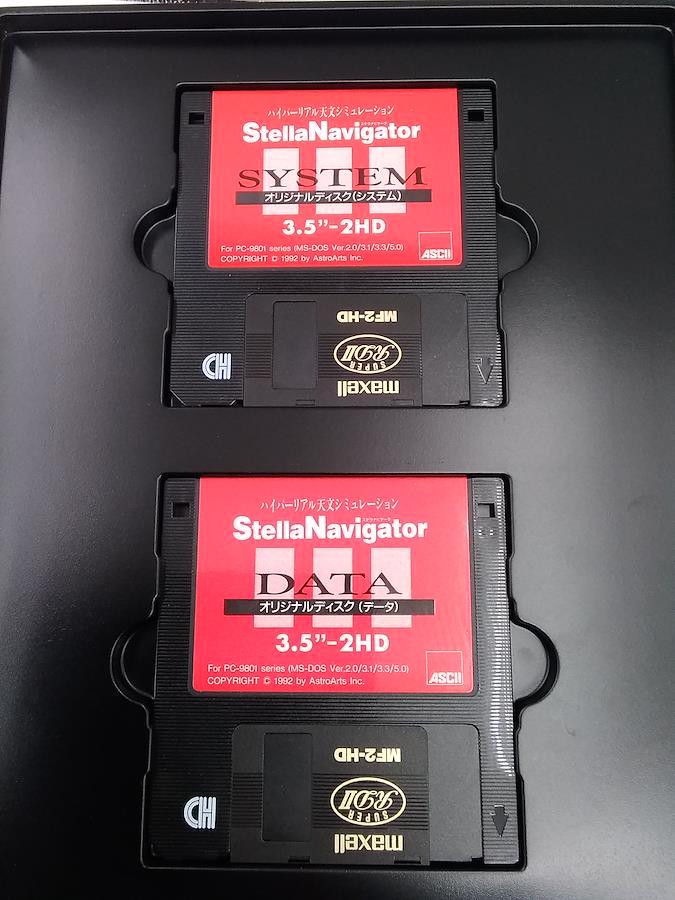 ハイパーリアル天文シミュレーション
ステラナビゲータ
StellaNavigator
III
SYSTEM
オリジナルディスク(システム)
3.5”-2HD
For PC-9801 series (MS-DOS Ver.2.0/3.1/3.3/5.0)
COPYRIGHT © 1992 by AstroArts Inc.
ASCII
MF2-HD
SUPER
RDII
maxell
HD
ハイパーリアル天文シミュレーション
ステラナビゲータ
StellaNavigator
III
DATA
オリジナルディスク(データ)
3.5”-2HD
For PC-9801 series (MS-DOS Ver.2.0/3.1/3.3/5.0)
COPYRIGHT © 1992 by AstroArts Inc.
ASCII
MF2-HD
SUPER
RDII
maxell
HD